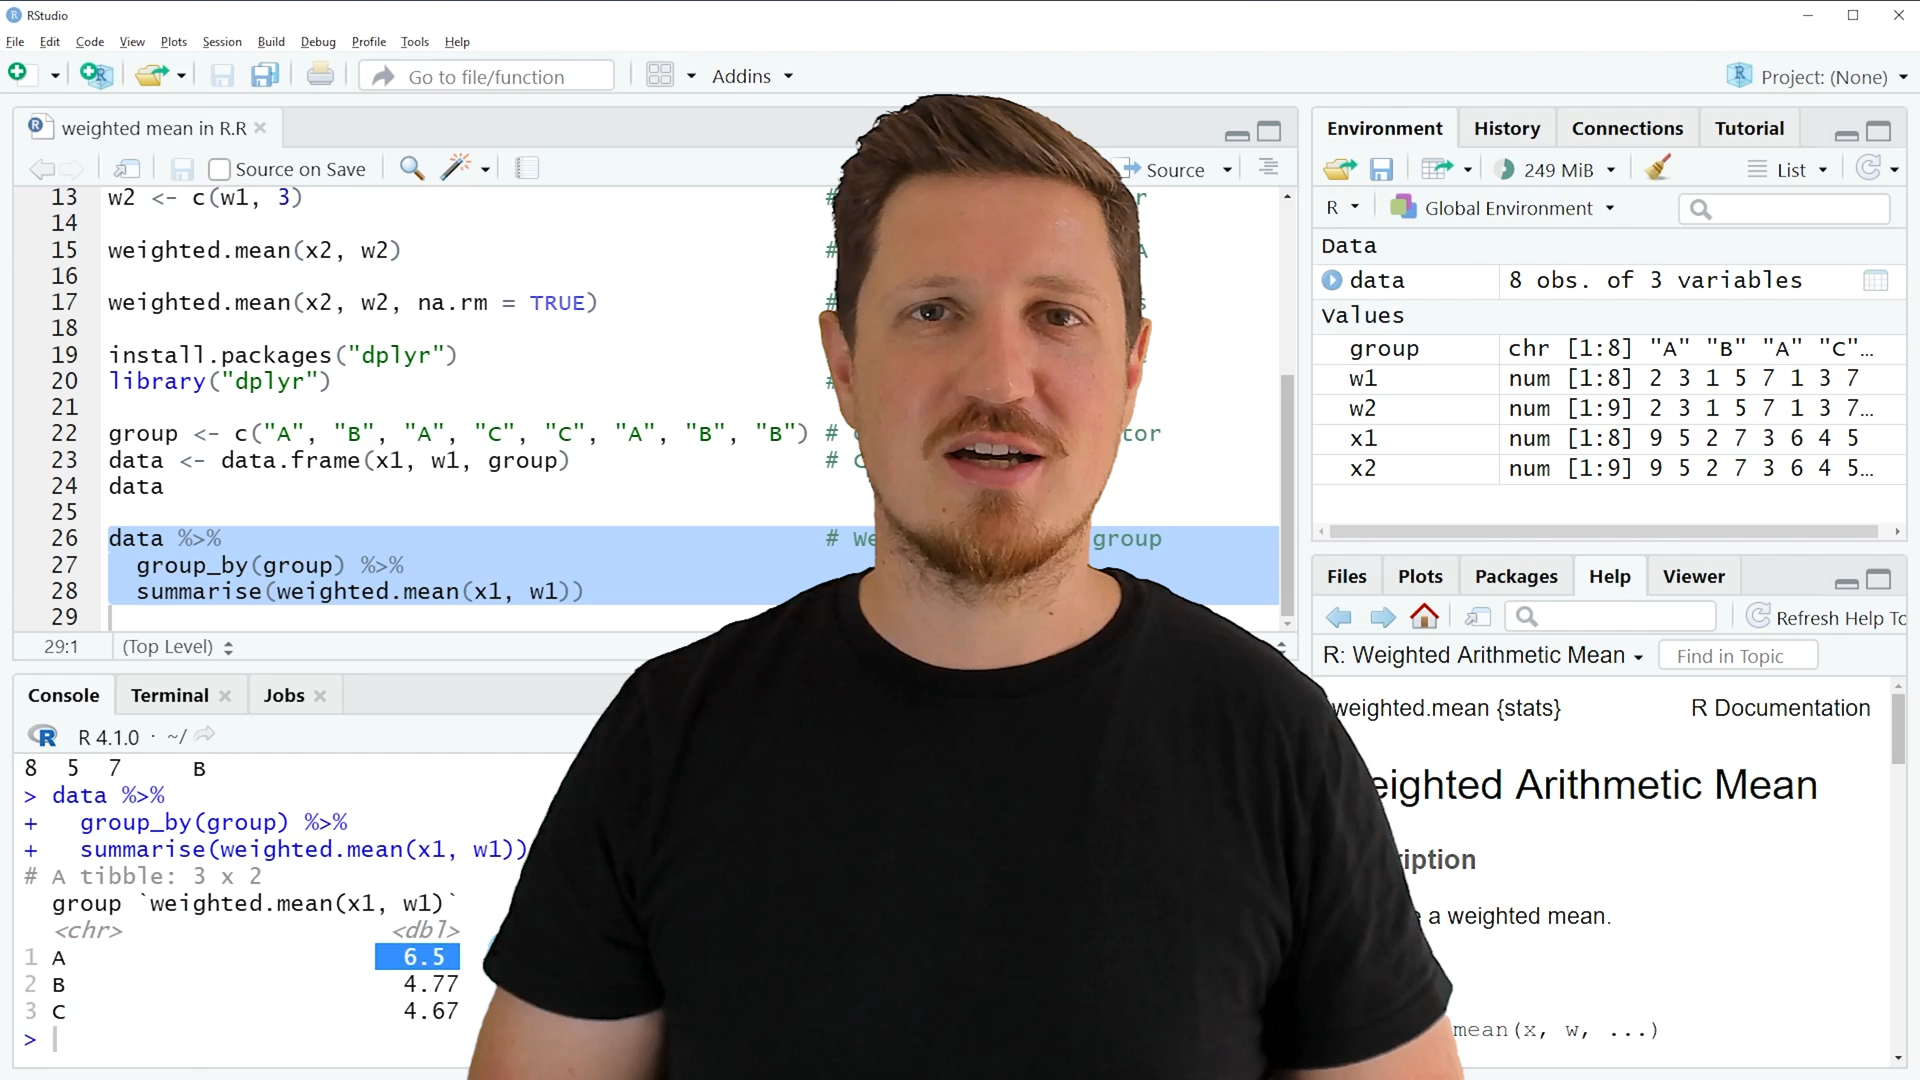 RStudio
File Edit Code View Plots Session Build Debug Profile Tools Help
Go to file/function Addins Project: (None)
weighted mean in R.R
Source on Save Source
13 w2 <- c(w1, 3) #
14
15 weighted.mean(x2, w2) #
16
17 weighted.mean(x2, w2, na.rm = TRUE) #
18
19 install.packages("dplyr")
20 library("dplyr") #
21
22 group <- c("A", "B", "A", "C", "C", "A", "B", "B") #
23 data <- data.frame(x1, w1, group) #
24 data
25
26 data %>% # group
27 group_by(group) %>%
28 summarise(weighted.mean(x1, w1))
29
29:1 (Top Level)
Console Terminal Jobs
R 4.1.0 · ~/
8 5 7 B
> data %>%
+ group_by(group) %>%
+ summarise(weighted.mean(x1, w1))
# A tibble: 3 x 2
group `weighted.mean(x1, w1)`
<chr> <dbl>
1 A 6.5
2 B 4.77
3 C 4.67
>
Environment History Connections Tutorial
249 MiB List
R Global Environment
Data
data 8 obs. of 3 variables
Values
group chr [1:8] "A" "B" "A" "C"…
w1 num [1:8] 2 3 1 5 7 1 3 7
w2 num [1:9] 2 3 1 5 7 1 3 7…
x1 num [1:8] 9 5 2 7 3 6 4 5
x2 num [1:9] 9 5 2 7 3 6 4 5…
Files Plots Packages Help Viewer
Refresh Help To
R: Weighted Arithmetic Mean Find in Topic
weighted.mean {stats} R Documentation
eighted Arithmetic Mean
ription
a weighted mean.
mean(x, w, ...)